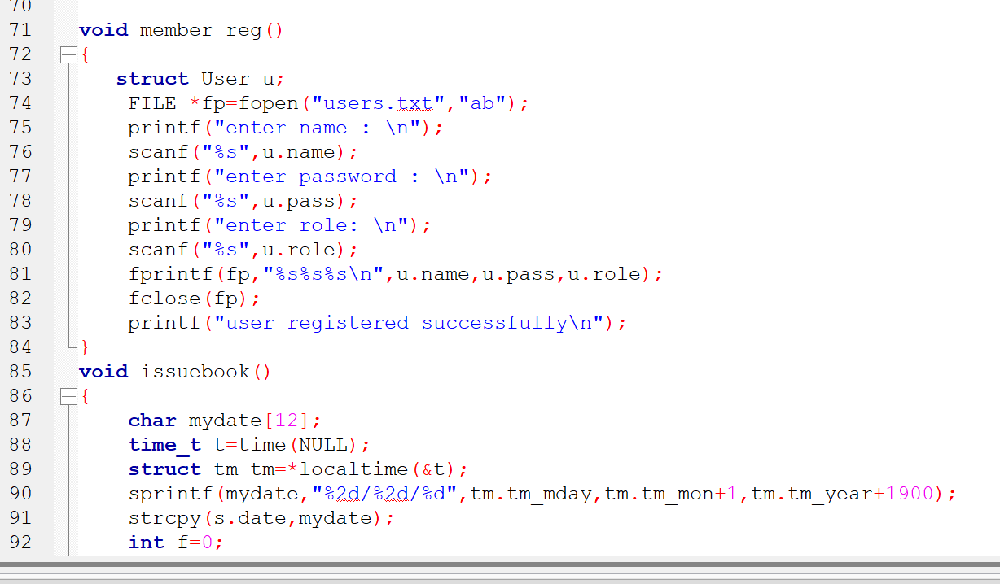 70
71 void member_reg()
72 {
73 struct User u;
74 FILE *fp=fopen("users.txt","ab");
75 printf("enter name : \n");
76 scanf("%s",u.name);
77 printf("enter password : \n");
78 scanf("%s",u.pass);
79 printf("enter role: \n");
80 scanf("%s",u.role);
81 fprintf(fp,"%s%s%s\n",u.name,u.pass,u.role);
82 fclose(fp);
83 printf("user registered successfully\n");
84 }
85 void issuebook()
86 {
87 char mydate[12];
88 time_t t=time(NULL);
89 struct tm tm=*localtime(&t);
90 sprintf(mydate,"%2d/%2d/%d",tm.tm_mday,tm.tm_mon+1,tm.tm_year+1900);
91 strcpy(s.date,mydate);
92 int f=0;